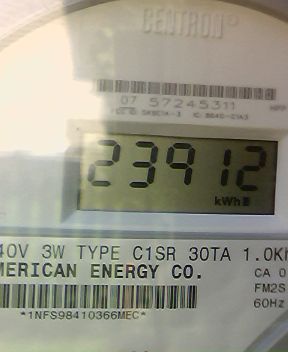 CENTRON®
07 57245311
23912
kWh
40V 3W TYPE C1SR 30TA 1.0Kh
MERICAN ENERGY CO.
CA 0
FM2S
60Hz
*1NFS98410366MEC*